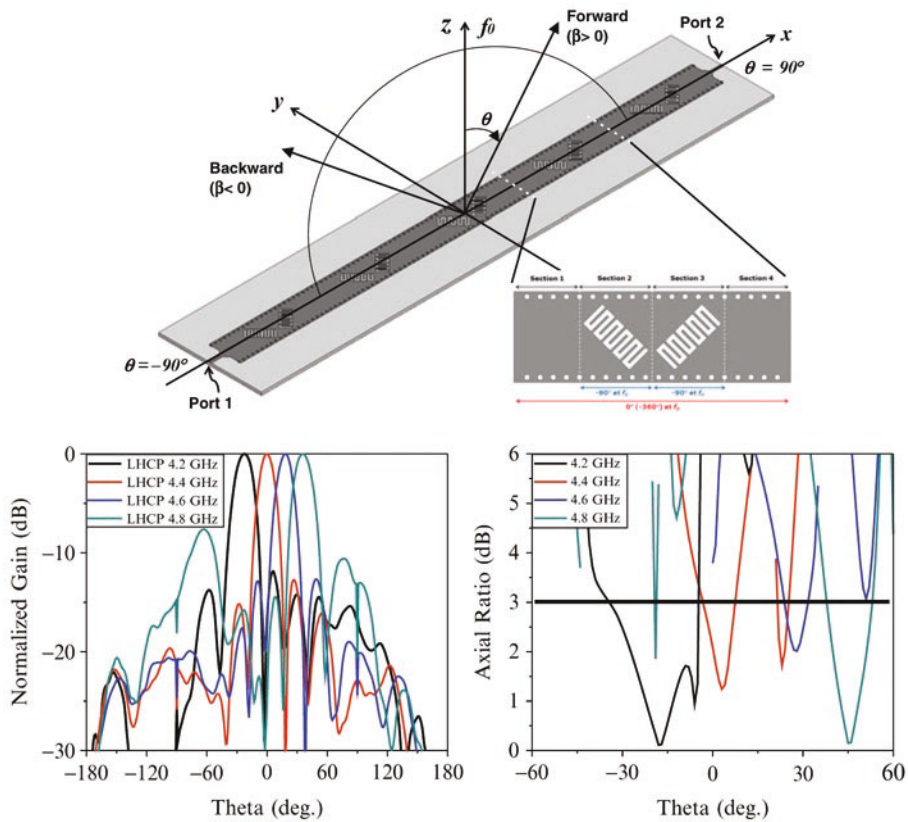 Forward
(β> 0)
z
f₀
Port 2
x
θ = 90°
y
θ
Backward
(β< 0)
θ =−90°
Port 1
Section 1
Section 2
Section 3
Section 4
-90° at f₀
-90° at f₀
0° (-360°) at f₀
Normalized Gain (dB)
0
−10
−20
−30
LHCP 4.2 GHz
LHCP 4.4 GHz
LHCP 4.6 GHz
LHCP 4.8 GHz
−180
−120
−60
0
60
120
180
Theta (deg.)
Axial Ratio (dB)
6
5
4
3
2
1
0
4.2 GHz
4.4 GHz
4.6 GHz
4.8 GHz
−60
−30
0
30
60
Theta (deg.)